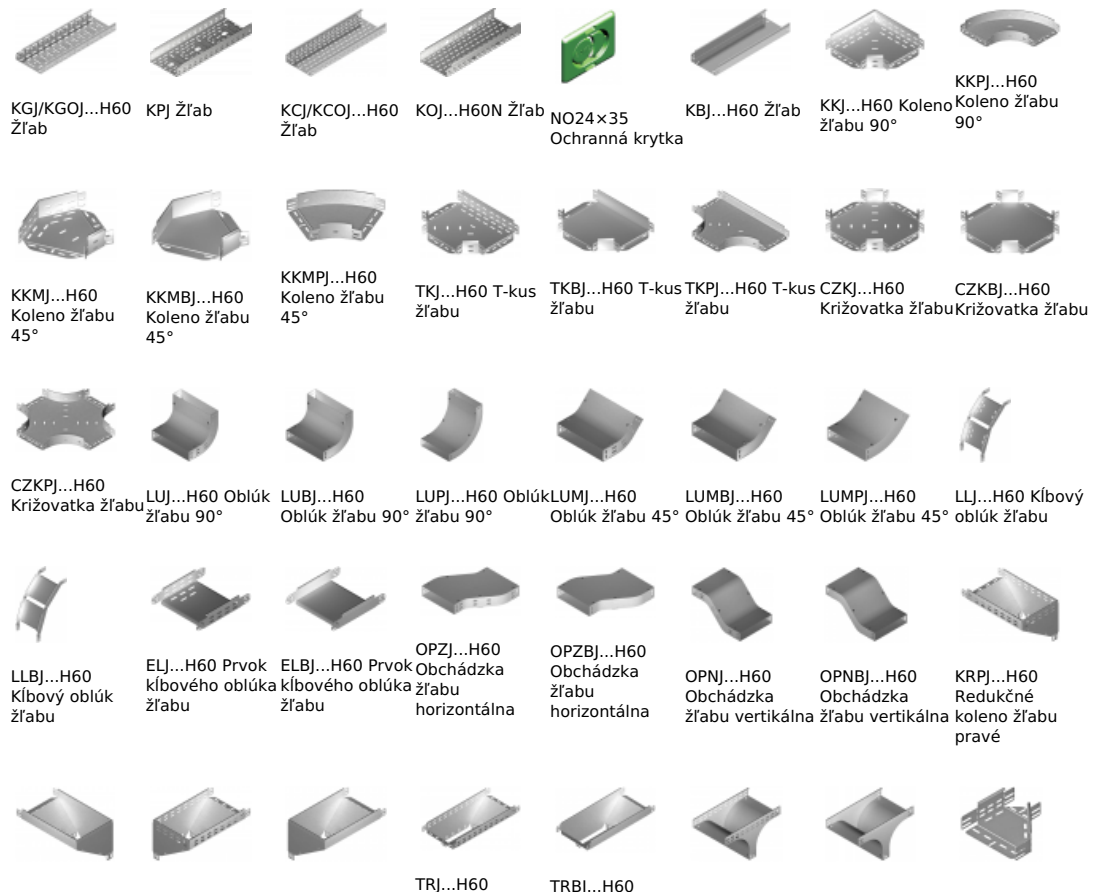 KGJ/KGOJ...H60
Žľab
KPJ Žľab
KCJ/KCOJ...H60
Žľab
KOJ...H60N Žľab
NO24×35
Ochranná krytka
KBJ...H60 Žľab
KKJ...H60 Koleno
žľabu 90°
KKPJ...H60
Koleno žľabu
90°
KKMJ...H60
Koleno žľabu
45°
KKMBJ...H60
Koleno žľabu
45°
KKMPJ...H60
Koleno žľabu
45°
TKJ...H60 T-kus
žľabu
TKBJ...H60 T-kus
žľabu
TKPJ...H60 T-kus
žľabu
CZKJ...H60
Križovatka žľabu
CZKBJ...H60
Križovatka žľabu
CZKPJ...H60
Križovatka žľabu
LUJ...H60 Oblúk
žľabu 90°
LUBJ...H60
Oblúk žľabu 90°
LUPJ...H60 Oblúk
žľabu 90°
LUMJ...H60
Oblúk žľabu 45°
LUMBJ...H60
Oblúk žľabu 45°
LUMPJ...H60
Oblúk žľabu 45°
LLJ...H60 Kĺbový
oblúk žľabu
LLBJ...H60
Kĺbový oblúk
žľabu
ELJ...H60 Prvok
kĺbového oblúka
žľabu
ELBJ...H60 Prvok
kĺbového oblúka
žľabu
OPZJ...H60
Obchádzka
žľabu
horizontálna
OPZBJ...H60
Obchádzka
žľabu
horizontálna
OPNJ...H60
Obchádzka
žľabu vertikálna
OPNBJ...H60
Obchádzka
žľabu vertikálna
KRPJ...H60
Redukčné
koleno žľabu
pravé
TRJ...H60
TRBJ...H60